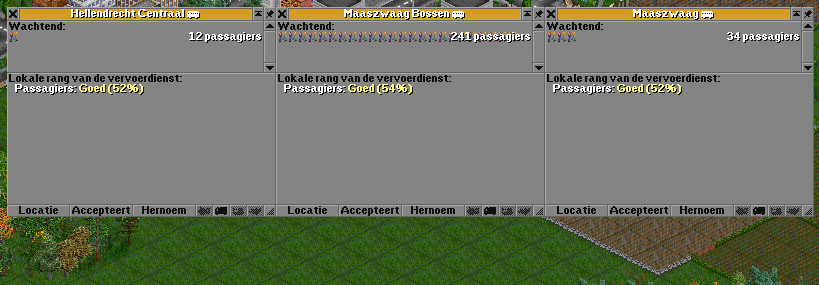 Hellendrecht Centraal
Wachtend:
12 passagiers
Lokale rang van de vervoerdienst:
Passagiers: Goed (52%)
Locatie Accepteert Hernoem
Maaszwaag Bossen
Wachtend:
241 passagiers
Lokale rang van de vervoerdienst:
Passagiers: Goed (54%)
Locatie Accepteert Hernoem
Maaszwaag
Wachtend:
34 passagiers
Lokale rang van de vervoerdienst:
Passagiers: Goed (52%)
Locatie Accepteert Hernoem